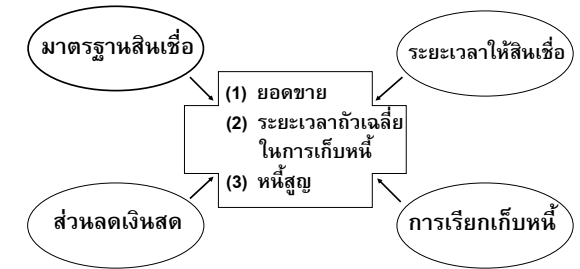 มาตรฐานสินเชื่อ
ระยะเวลาให้สินเชื่อ
(1) ยอดขาย
(2) ระยะเวลาถัวเฉลี่ย
ในการเก็บหนี้
(3) หนี้สูญ
ส่วนลดเงินสด
การเรียกเก็บหนี้